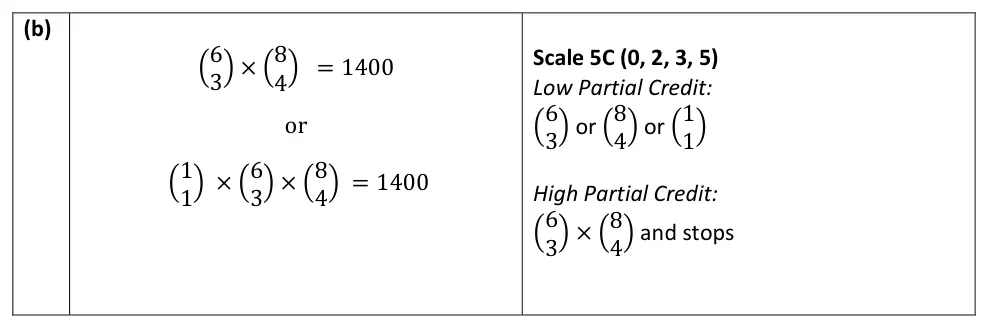 (b)
(6 3) × (8 4) = 1400
or
(1 1) × (6 3) × (8 4) = 1400
Scale 5C (0, 2, 3, 5)
Low Partial Credit:
(6 3) or (8 4) or (1 1)
High Partial Credit:
(6 3) × (8 4) and stops